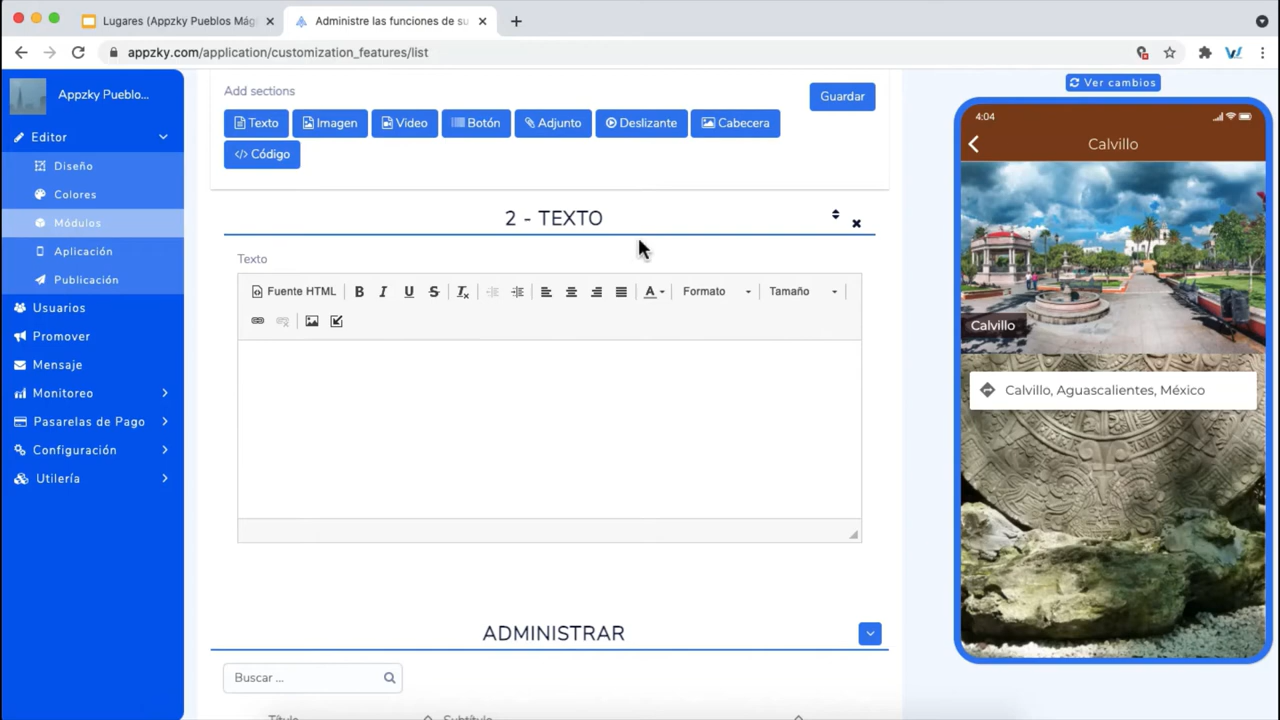 Lugares (Appzky Pueblos Mág
Administre las funciones de su
appzky.com/application/customization_features/list
Appzky Pueblo...
Editor
Diseño
Colores
Módulos
Aplicación
Publicación
Usuarios
Promover
Mensaje
Monitoreo
Pasarelas de Pago
Configuración
Utilería
Add sections
Guardar
Texto
Imagen
Video
Botón
Adjunto
Deslizante
Cabecera
</> Código
2 - TEXTO
Texto
Fuente HTML
B I U S Tx
A
Formato
Tamaño
ADMINISTRAR
Buscar ...
Título
Subtítulo
Ver cambios
4:04
Calvillo
Calvillo
Calvillo, Aguascalientes, México